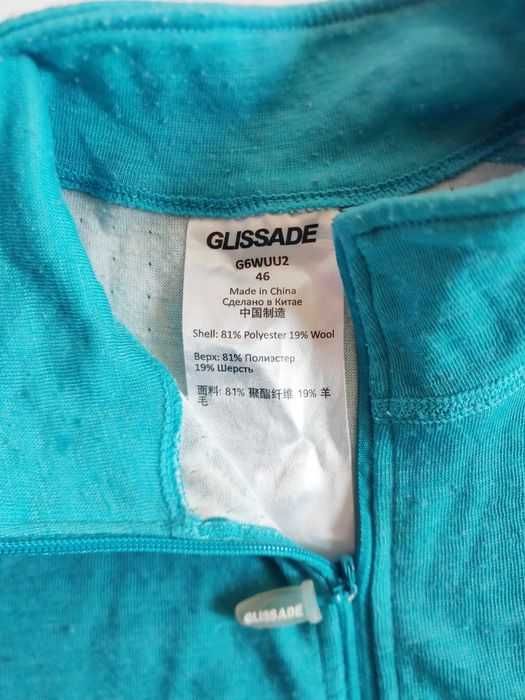 GLISSADE
G6WUU2
46
Made in China
Сделано в Китае
中国制造
Shell: 81% Polyester 19% Wool
Верх: 81% Полиэстер
19% Шерсть
面料: 81% 聚酯纤维 19% 羊
毛
GLISSADE